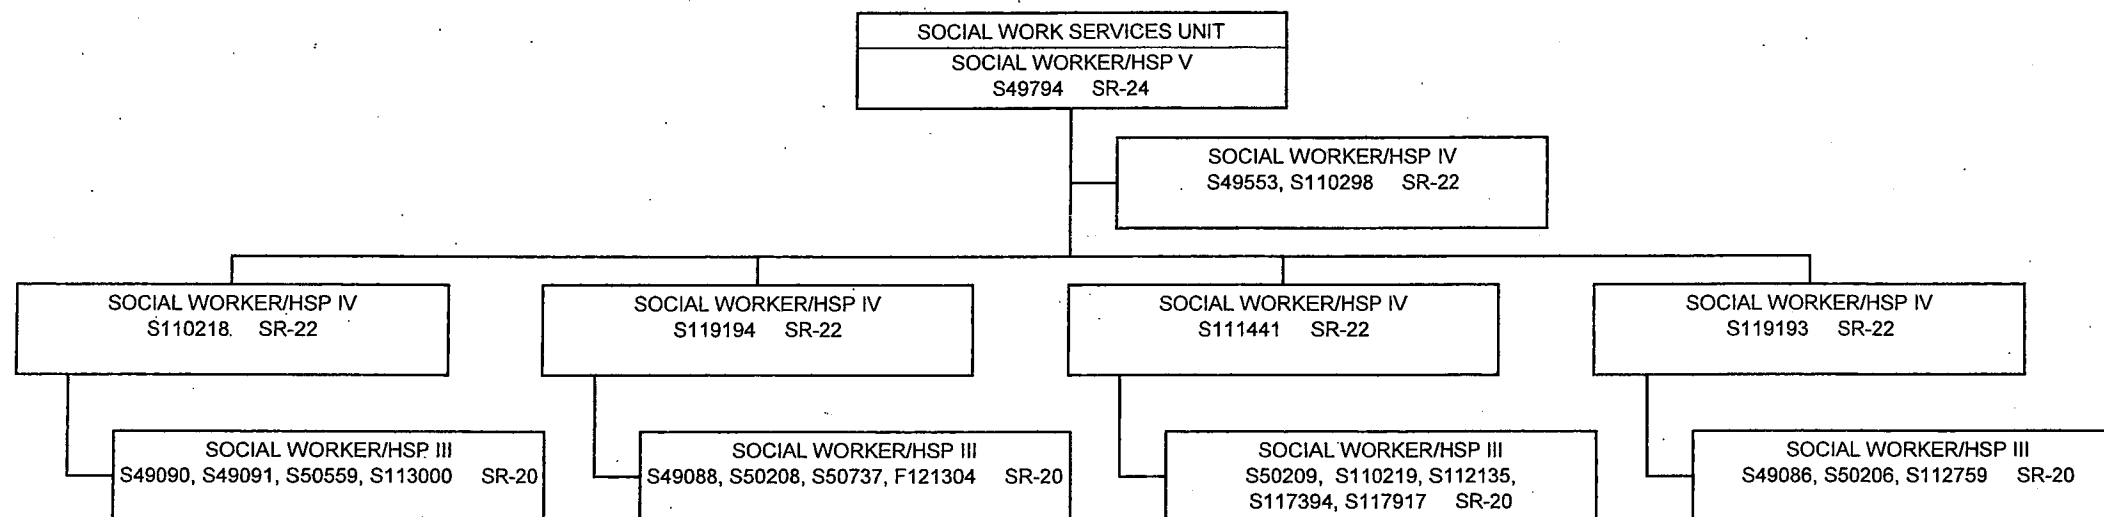 SOCIAL WORK SERVICES UNIT
SOCIAL WORKER/HSP V
S49794 SR-24
SOCIAL WORKER/HSP IV
S49553, S110298 SR-22
SOCIAL WORKER/HSP IV
S110218. SR-22
SOCIAL WORKER/HSP IV
S119194 SR-22
SOCIAL WORKER/HSP IV
S111441 SR-22
SOCIAL WORKER/HSP IV
S119193 SR-22
SOCIAL WORKER/HSP III
S49090, S49091, S50559, S113000 SR-20
SOCIAL WORKER/HSP III
S49088, S50208, S50737, F121304 SR-20
SOCIAL WORKER/HSP III
S50209, S110219, S112135,
S117394, S117917 SR-20
SOCIAL WORKER/HSP III
S49086, S50206, S112759 SR-20